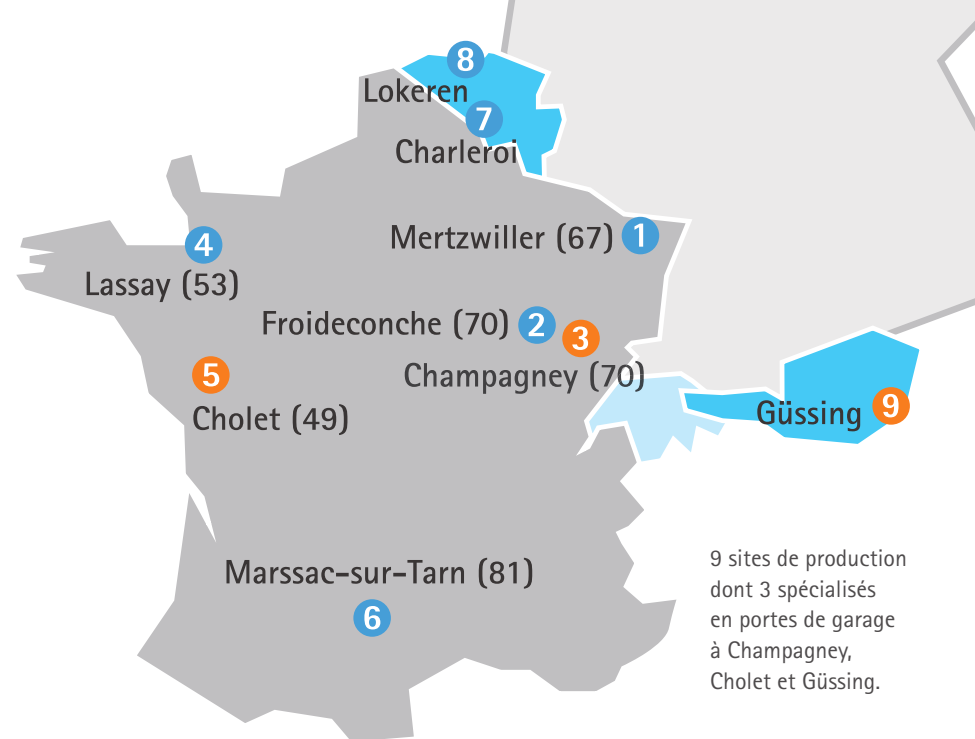 8
Lokeren
7
Charleroi
Mertzwiller (67) 1
4
Lassay (53)
Froideconche (70) 2
3
Champagney (70)
5
Cholet (49)
Güssing 9
Marssac-sur-Tarn (81)
6
9 sites de production
dont 3 spécialisés
en portes de garage
à Champagney,
Cholet et Güssing.